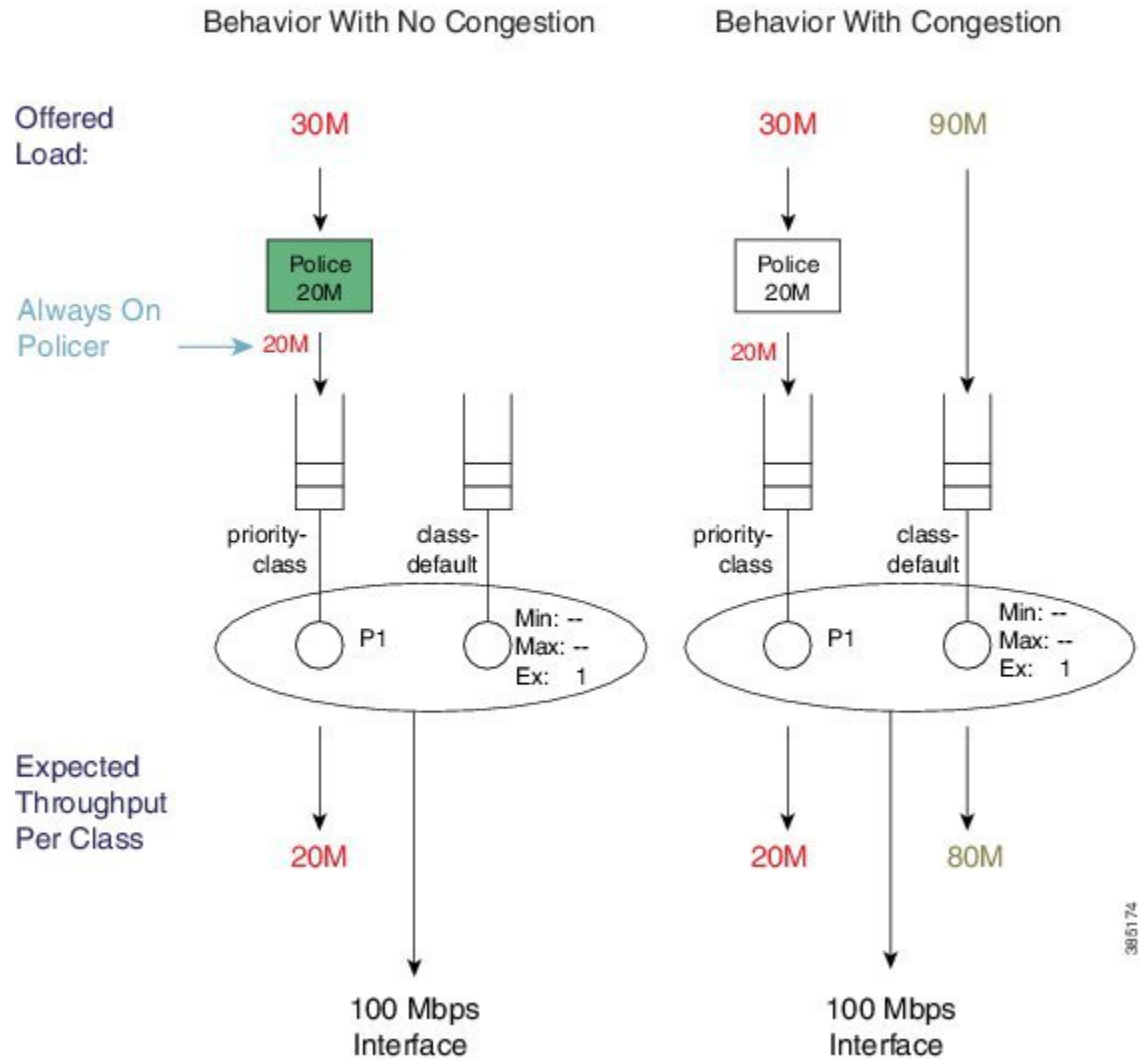 Behavior With No Congestion
Behavior With Congestion
Offered
Load:
30M
30M
90M
Police
20M
Police
20M
Always On
Policer
20M
20M
priority-
class
class-
default
priority-
class
class-
default
P1
Min: --
Max: --
Ex: 1
P1
Min: --
Max: --
Ex: 1
Expected
Throughput
Per Class
20M
20M
80M
385174
100 Mbps
Interface
100 Mbps
Interface